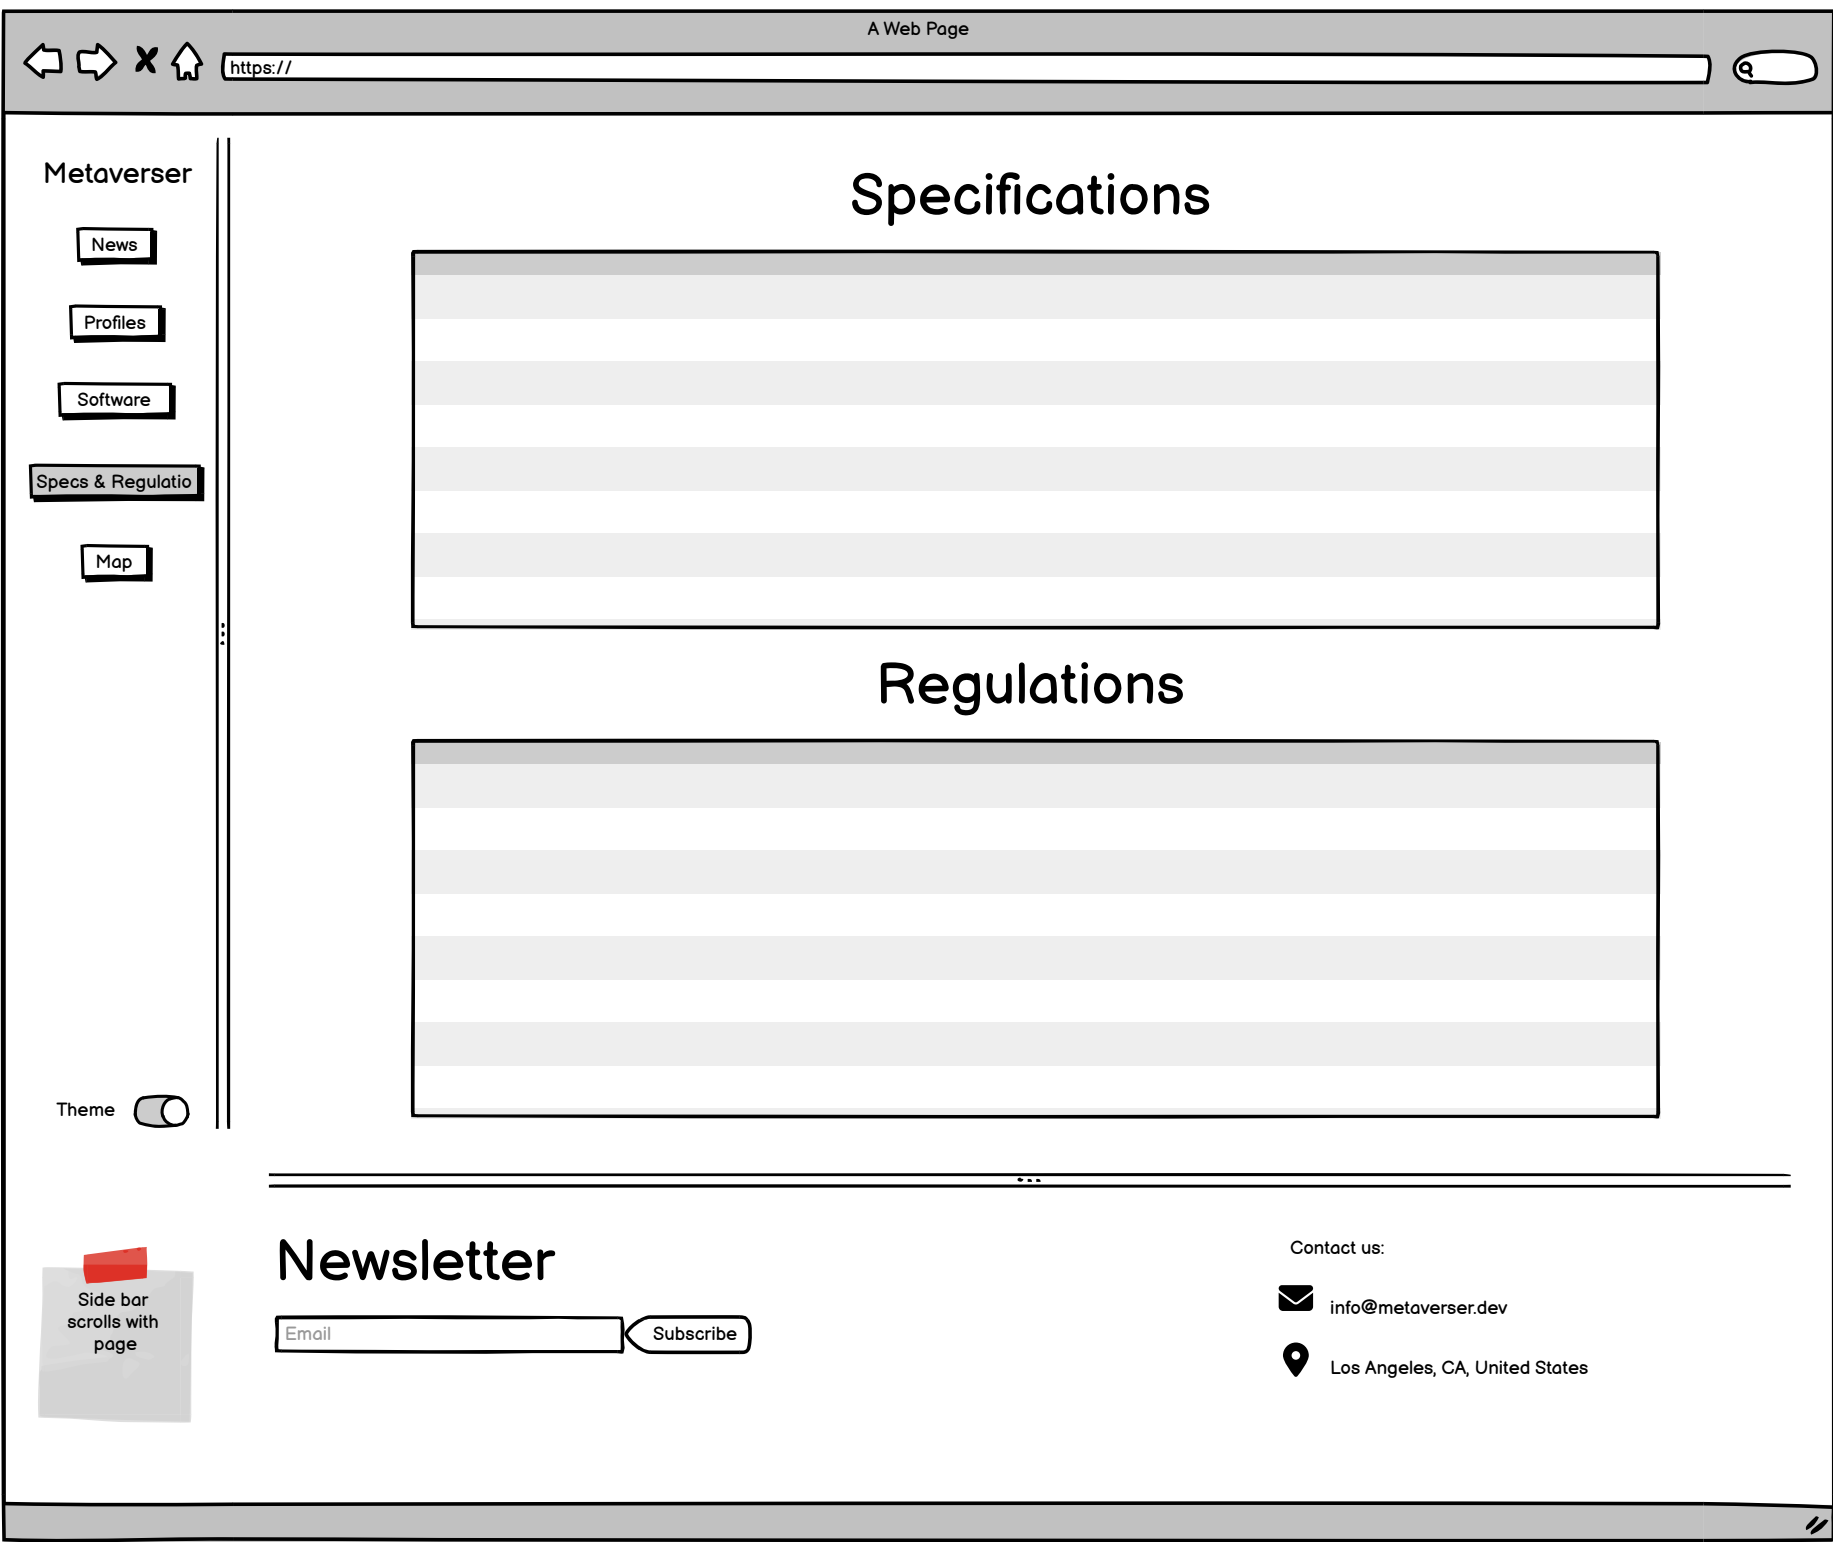 A Web Page
https://
Metaverser
News
Profiles
Software
Specs & Regulatio
Map
Theme
Specifications
Regulations
Side bar
scrolls with
page
Newsletter
Email
Subscribe
Contact us:
info@metaverser.dev
Los Angeles, CA, United States